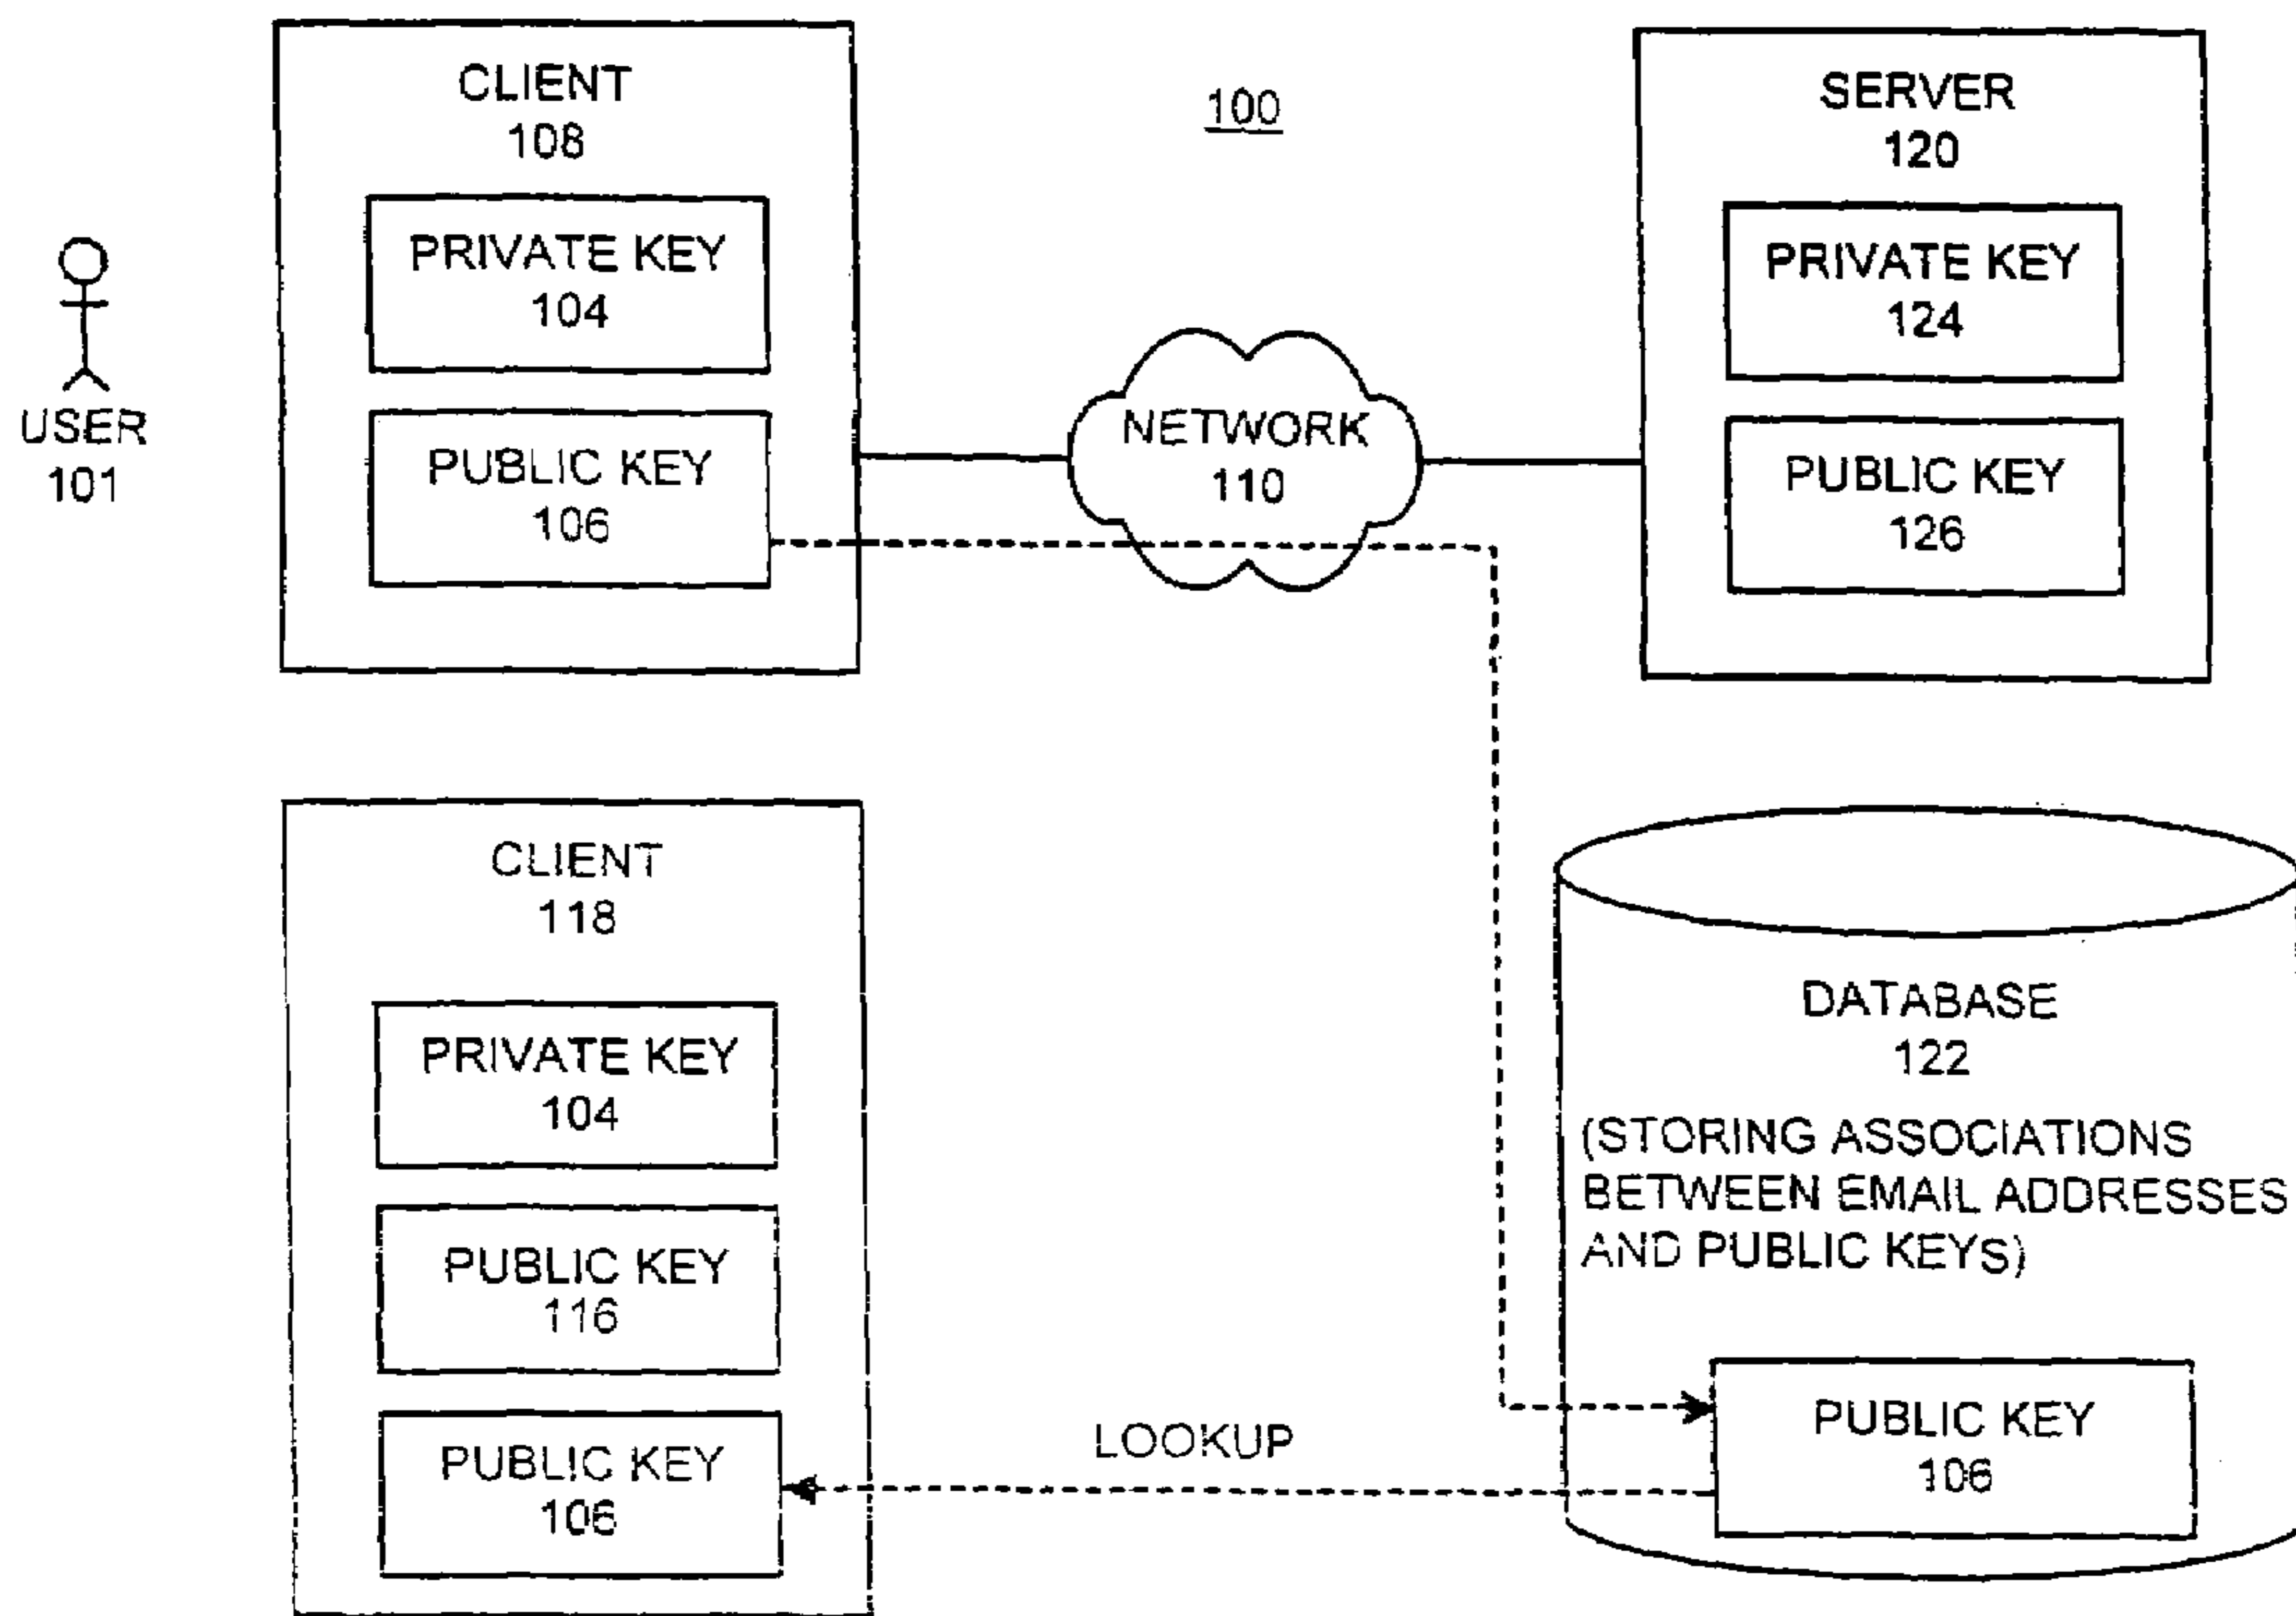 CLIENT
108
PRIVATE KEY
104
PUBLIC KEY
106
USER
101
100
NETWORK
110
SERVER
120
PRIVATE KEY
124
PUBLIC KEY
126
CLIENT
118
PRIVATE KEY
104
PUBLIC KEY
116
PUBLIC KEY
106
LOOKUP
DATABASE
122
(STORING ASSOCIATIONS
BETWEEN EMAIL ADDRESSES
AND PUBLIC KEYS)
PUBLIC KEY
106